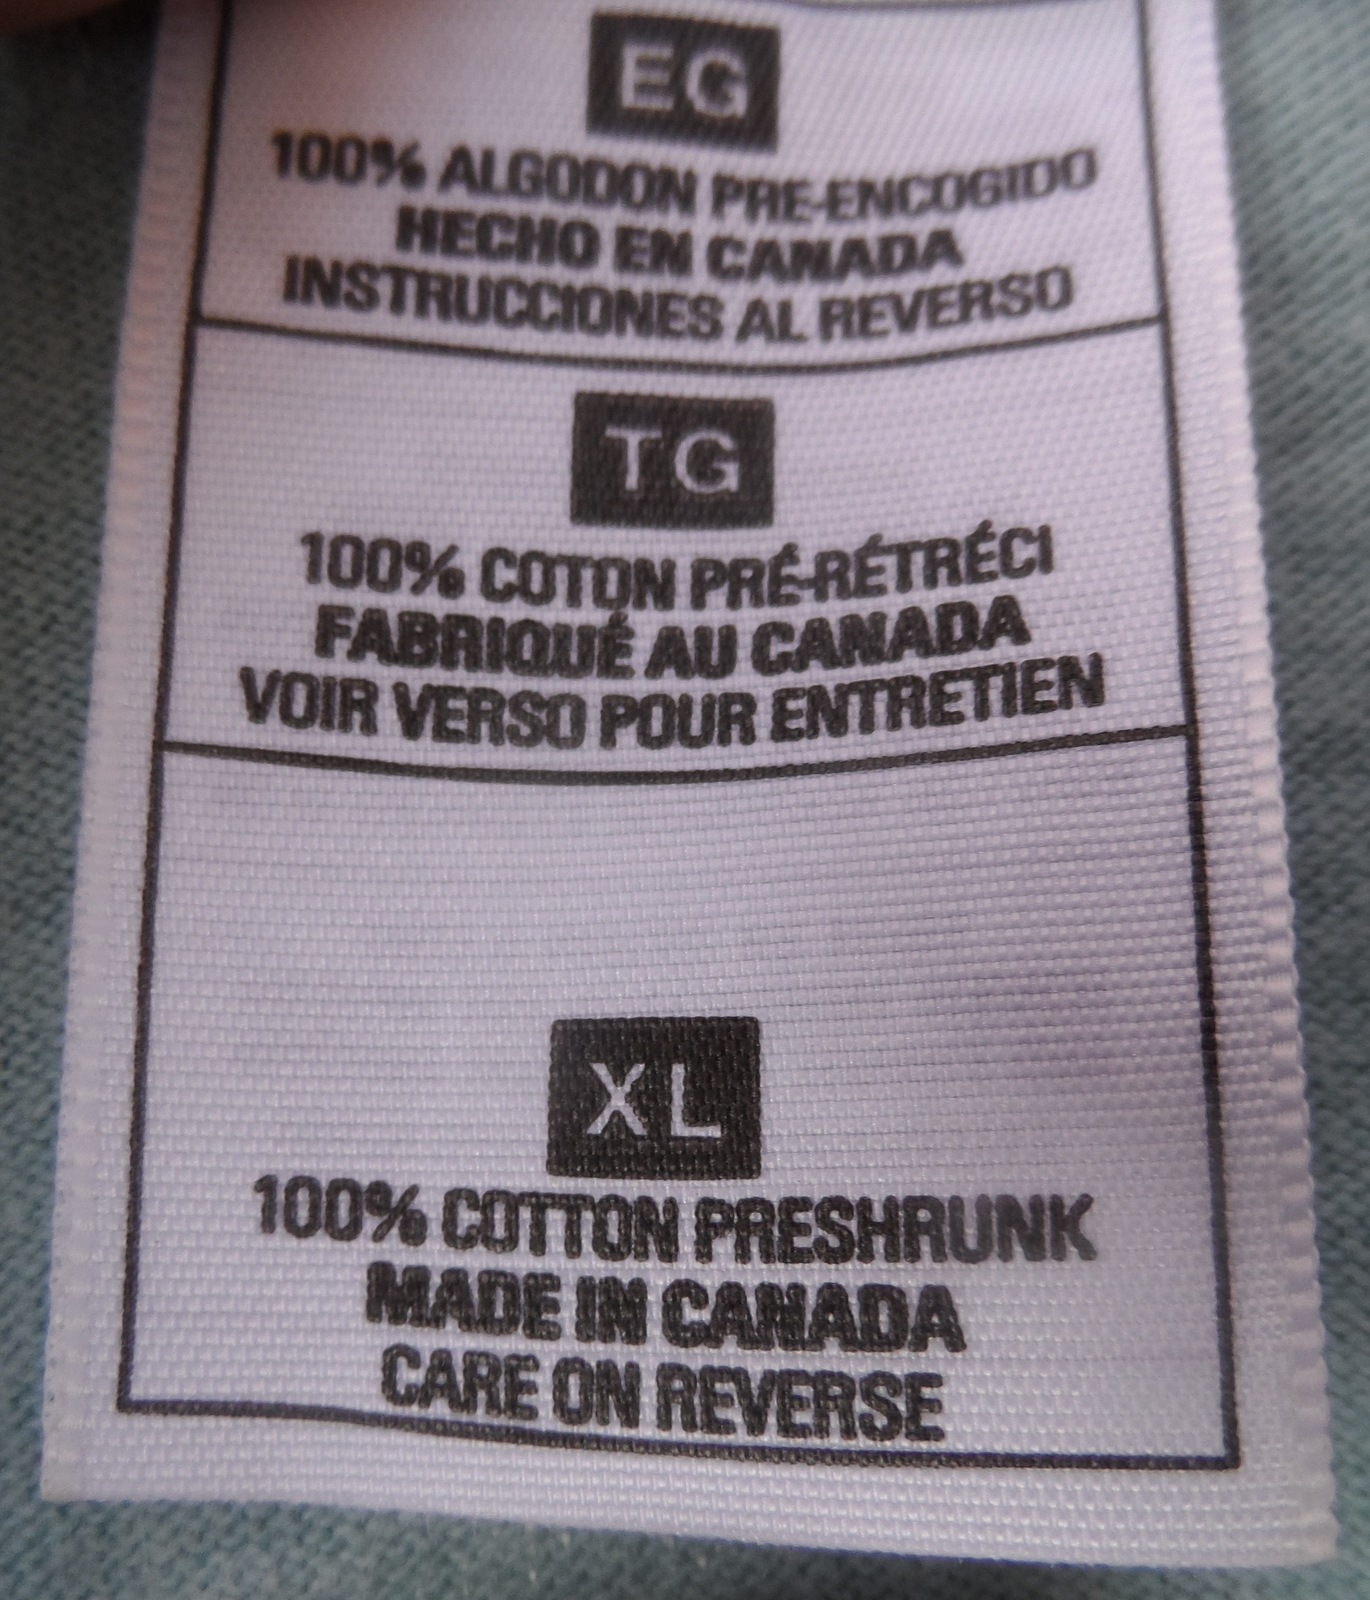 EG
100% ALGODON PRE-ENCOGIDO
HECHO EN CANADA
INSTRUCCIONES AL REVERSO
TG
100% COTON PRÉ-RÉTRÉCI
FABRIQUÉ AU CANADA
VOIR VERSO POUR ENTRETIEN
XL
100% COTTON PRESHRUNK
MADE IN CANADA
CARE ON REVERSE